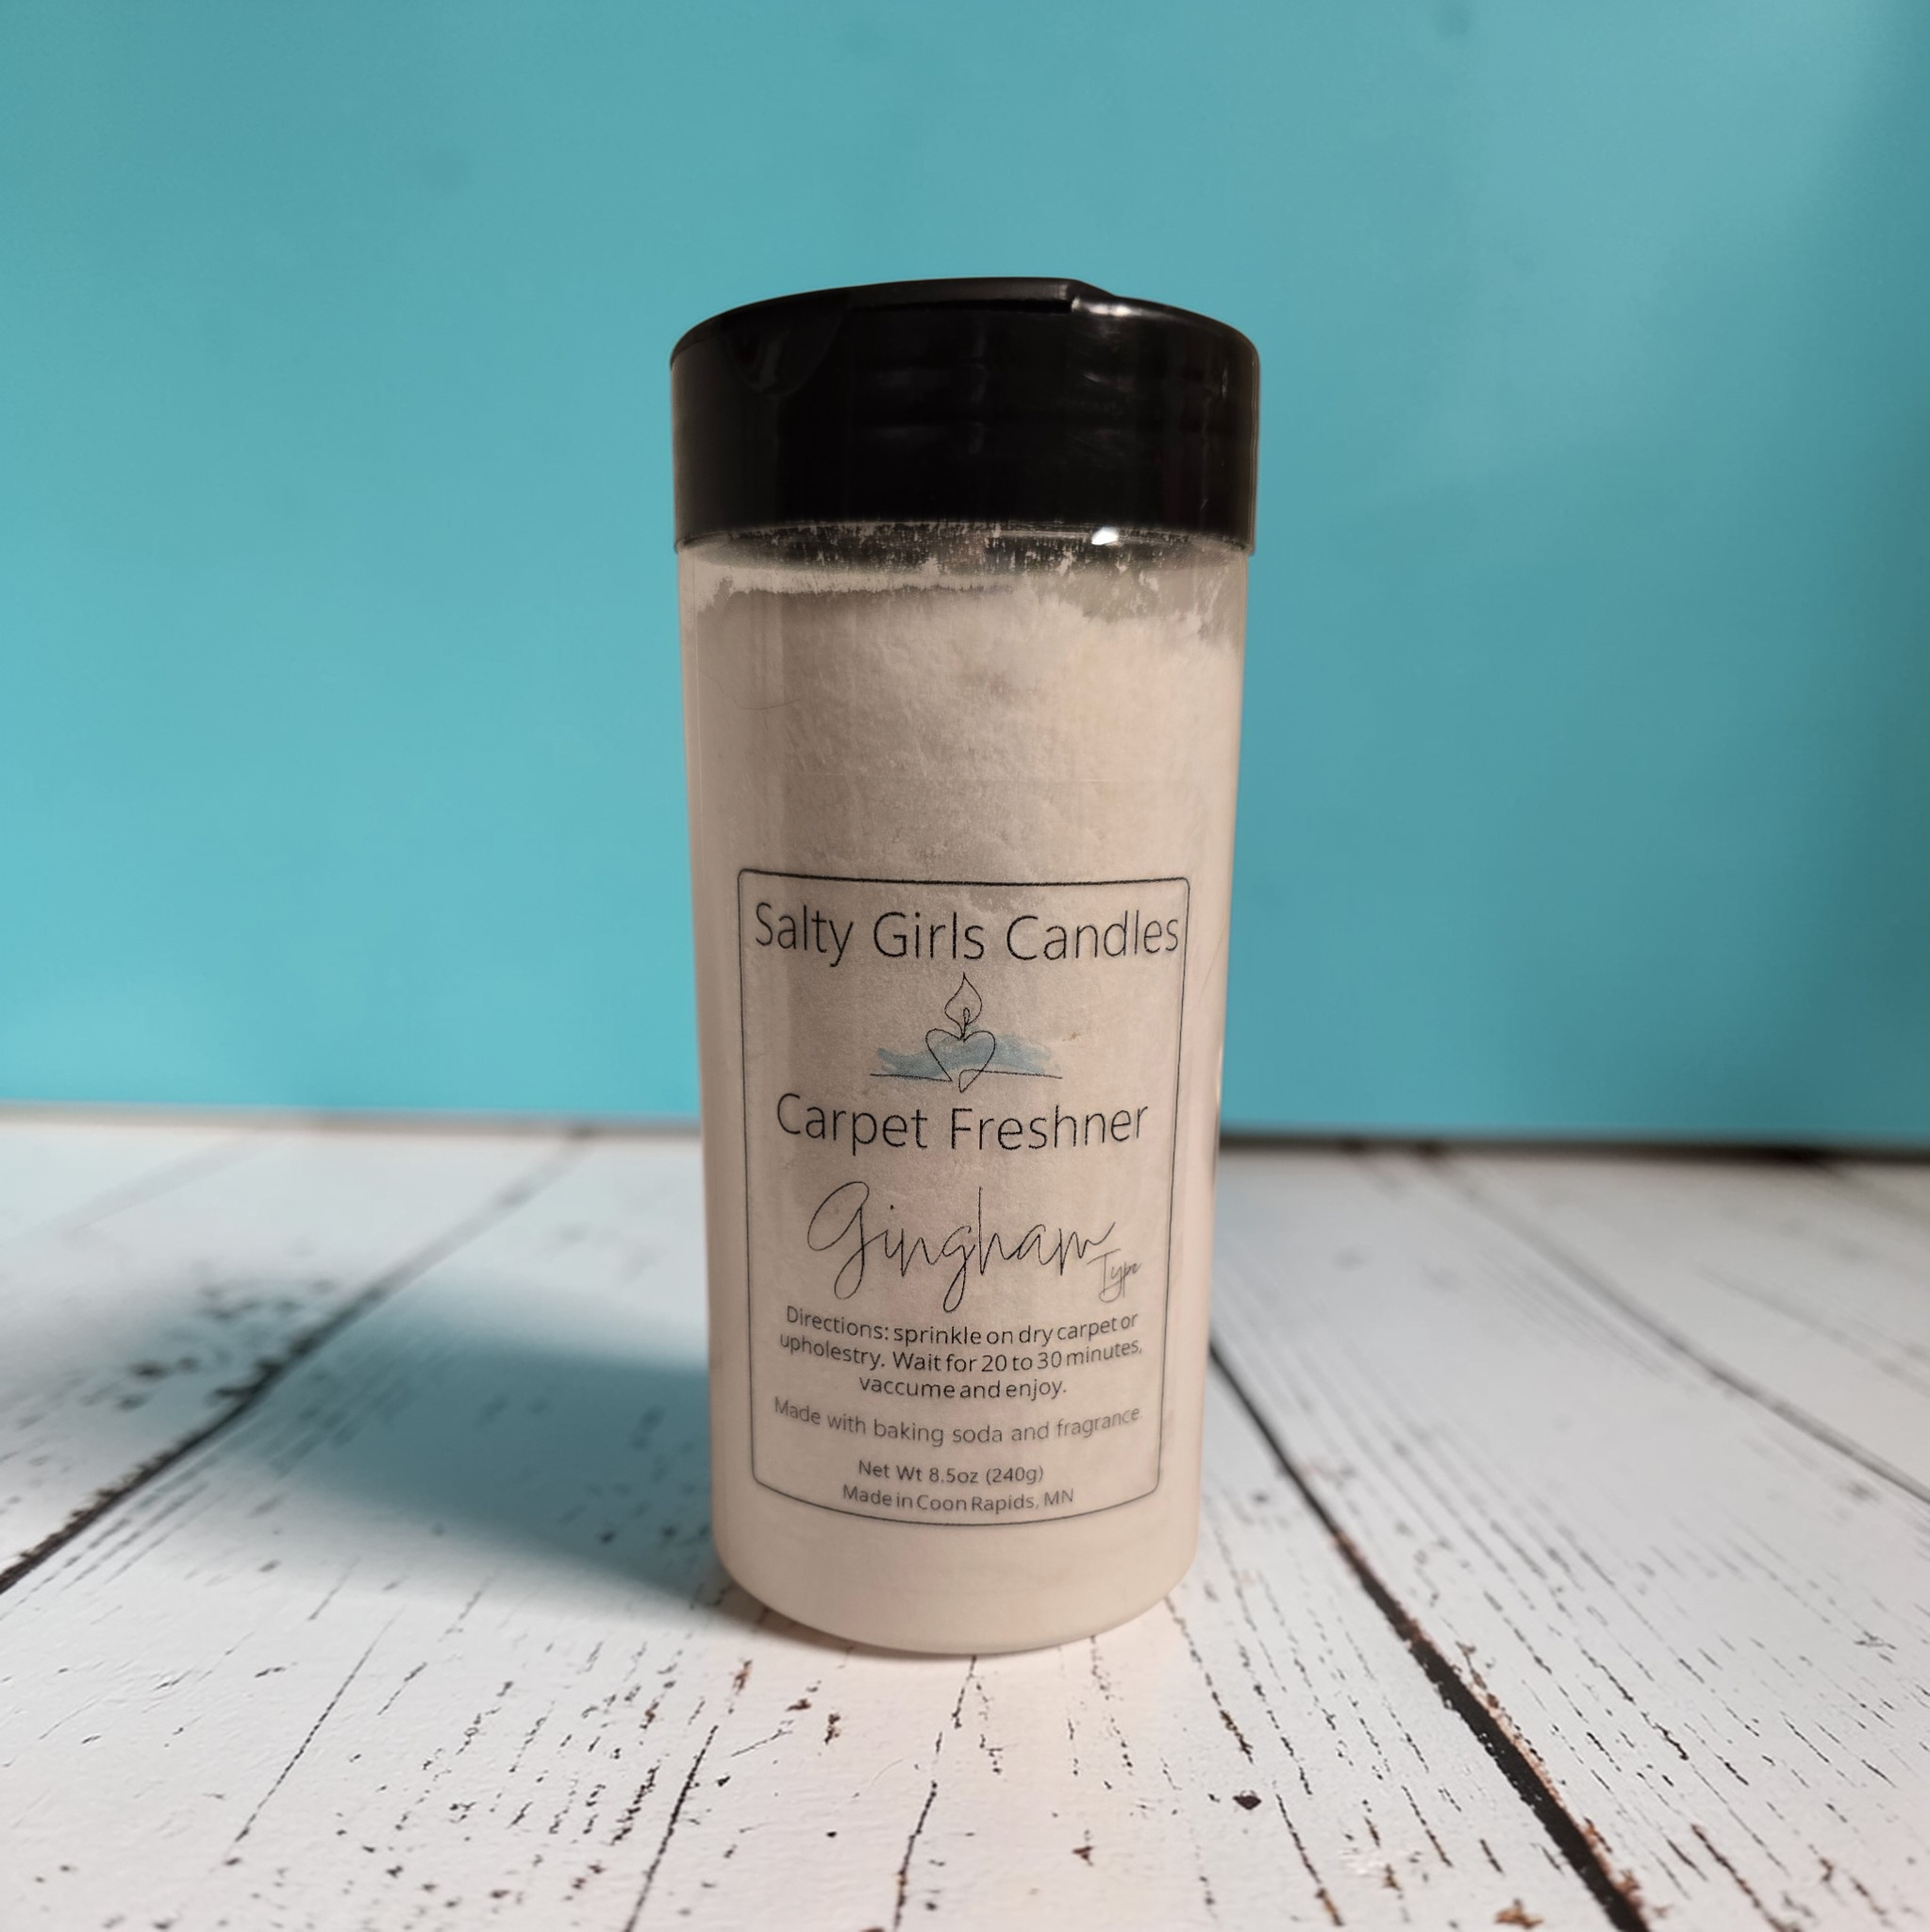 Salty Girls Candles
Carpet Freshner
Gingham
Type
Directions: sprinkle on dry carpet or
upholestry. Wait for 20 to 30 minutes,
vaccume and enjoy.
Made with baking soda and fragrance
Net Wt 8.5oz (240g)
Made in Coon Rapids, MN